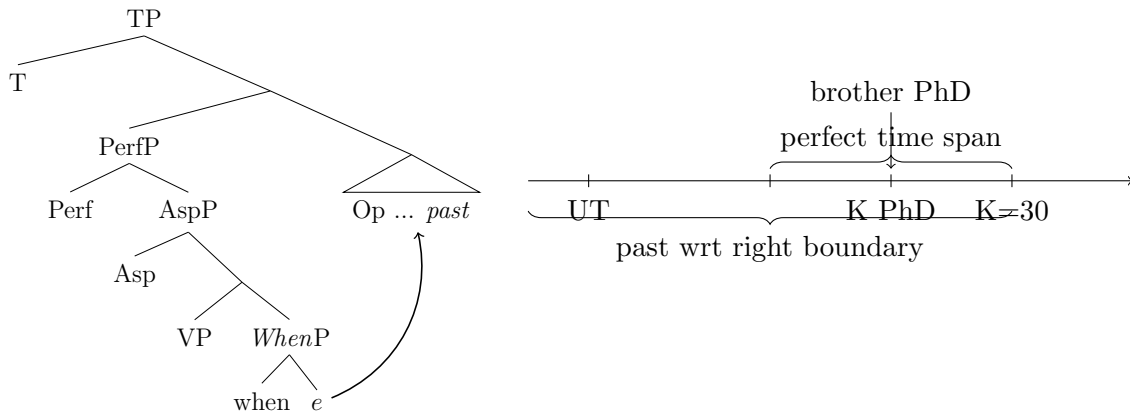 TP
T
PerfP
Perf AspP Op ... past
Asp
VP WhenP
when e
brother PhD
perfect time span
UT K PhD K=30
past wrt right boundary